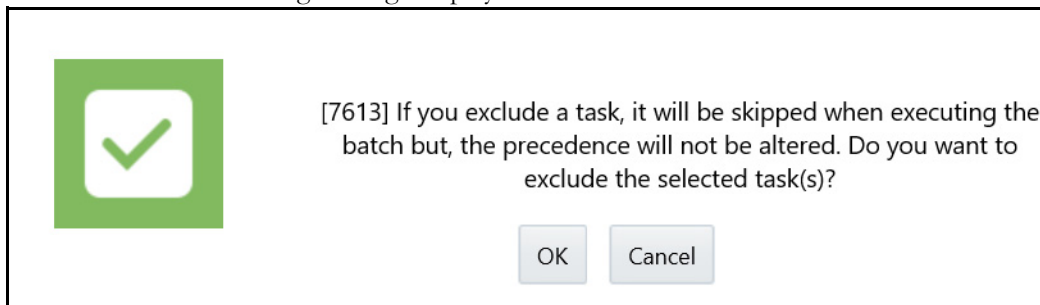 [7613] If you exclude a task, it will be skipped when executing the
batch but, the precedence will not be altered. Do you want to
exclude the selected task(s)?
OK Cancel